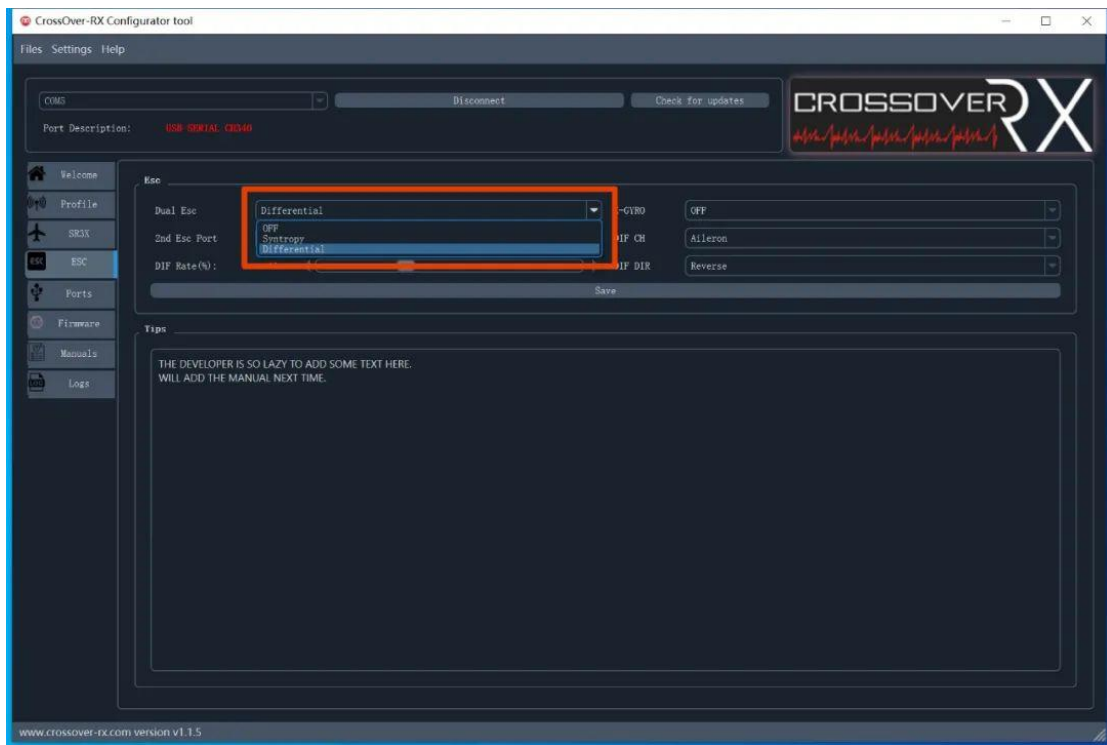 CrossOver-RX Configurator tool
Files Settings Help
COM3
Disconnect
Check for updates
CROSSOVER RX
Port Description: USB-SERIAL CH340
Welcome
Profile
SR3X
ESC
ESC
Ports
Firmware
Manuals
LOG
Logs
Esc
Dual Esc
Differential
OFF
Syntropy
Differential
-GYRO
OFF
2nd Esc Port
DIF CH
Aileron
DIF Rate(%):
DIF DIR
Reverse
Save
Tips
THE DEVELOPER IS SO LAZY TO ADD SOME TEXT HERE.
WILL ADD THE MANUAL NEXT TIME.
www.crossover-rx.com version v1.1.5